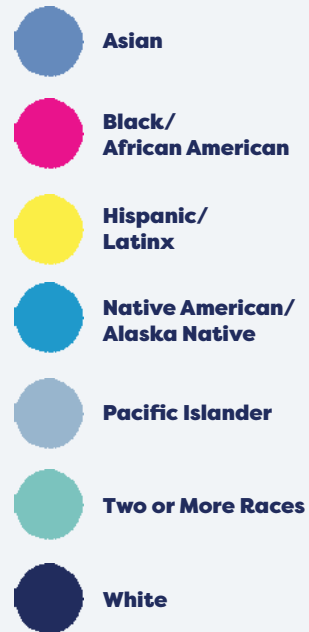 Asian
Black/
African American
Hispanic/
Latinx
Native American/
Alaska Native
Pacific Islander
Two or More Races
White